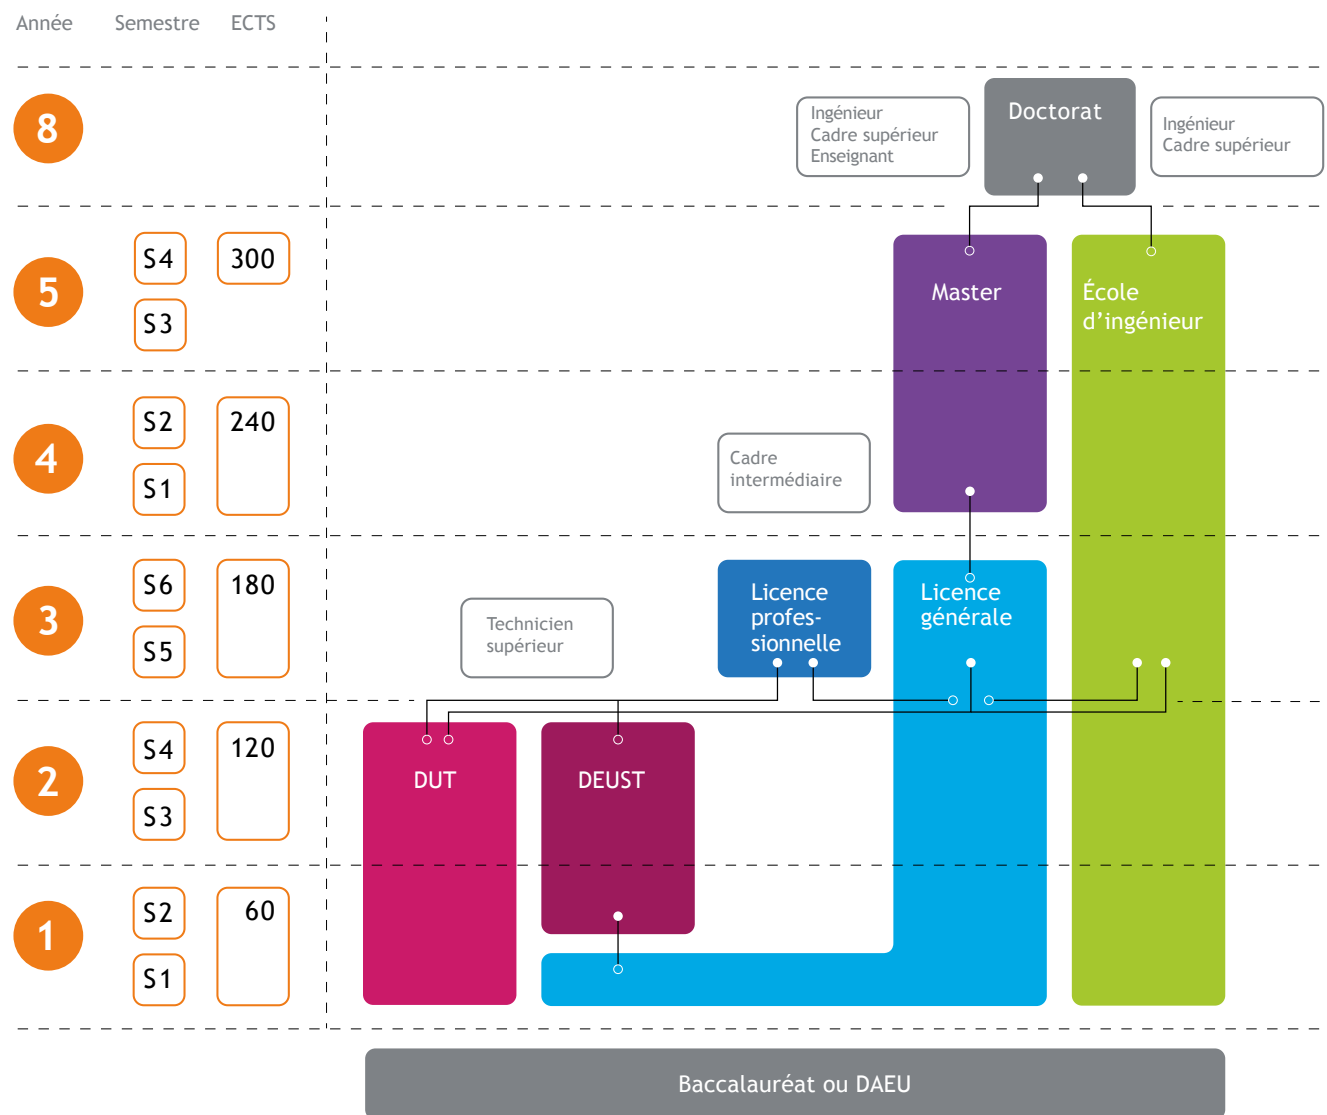 Année Semestre ECTS
8
Ingénieur
Cadre supérieur
Enseignant
Doctorat
Ingénieur
Cadre supérieur
5
S4 300
S3
Master
École
d’ingénieur
4
S2 240
S1
Cadre
intermédiaire
3
S6 180
S5
Technicien
supérieur
Licence
profes-
sionnelle
Licence
générale
2
S4 120
S3
DUT
DEUST
1
S2 60
S1
Baccalauréat ou DAEU